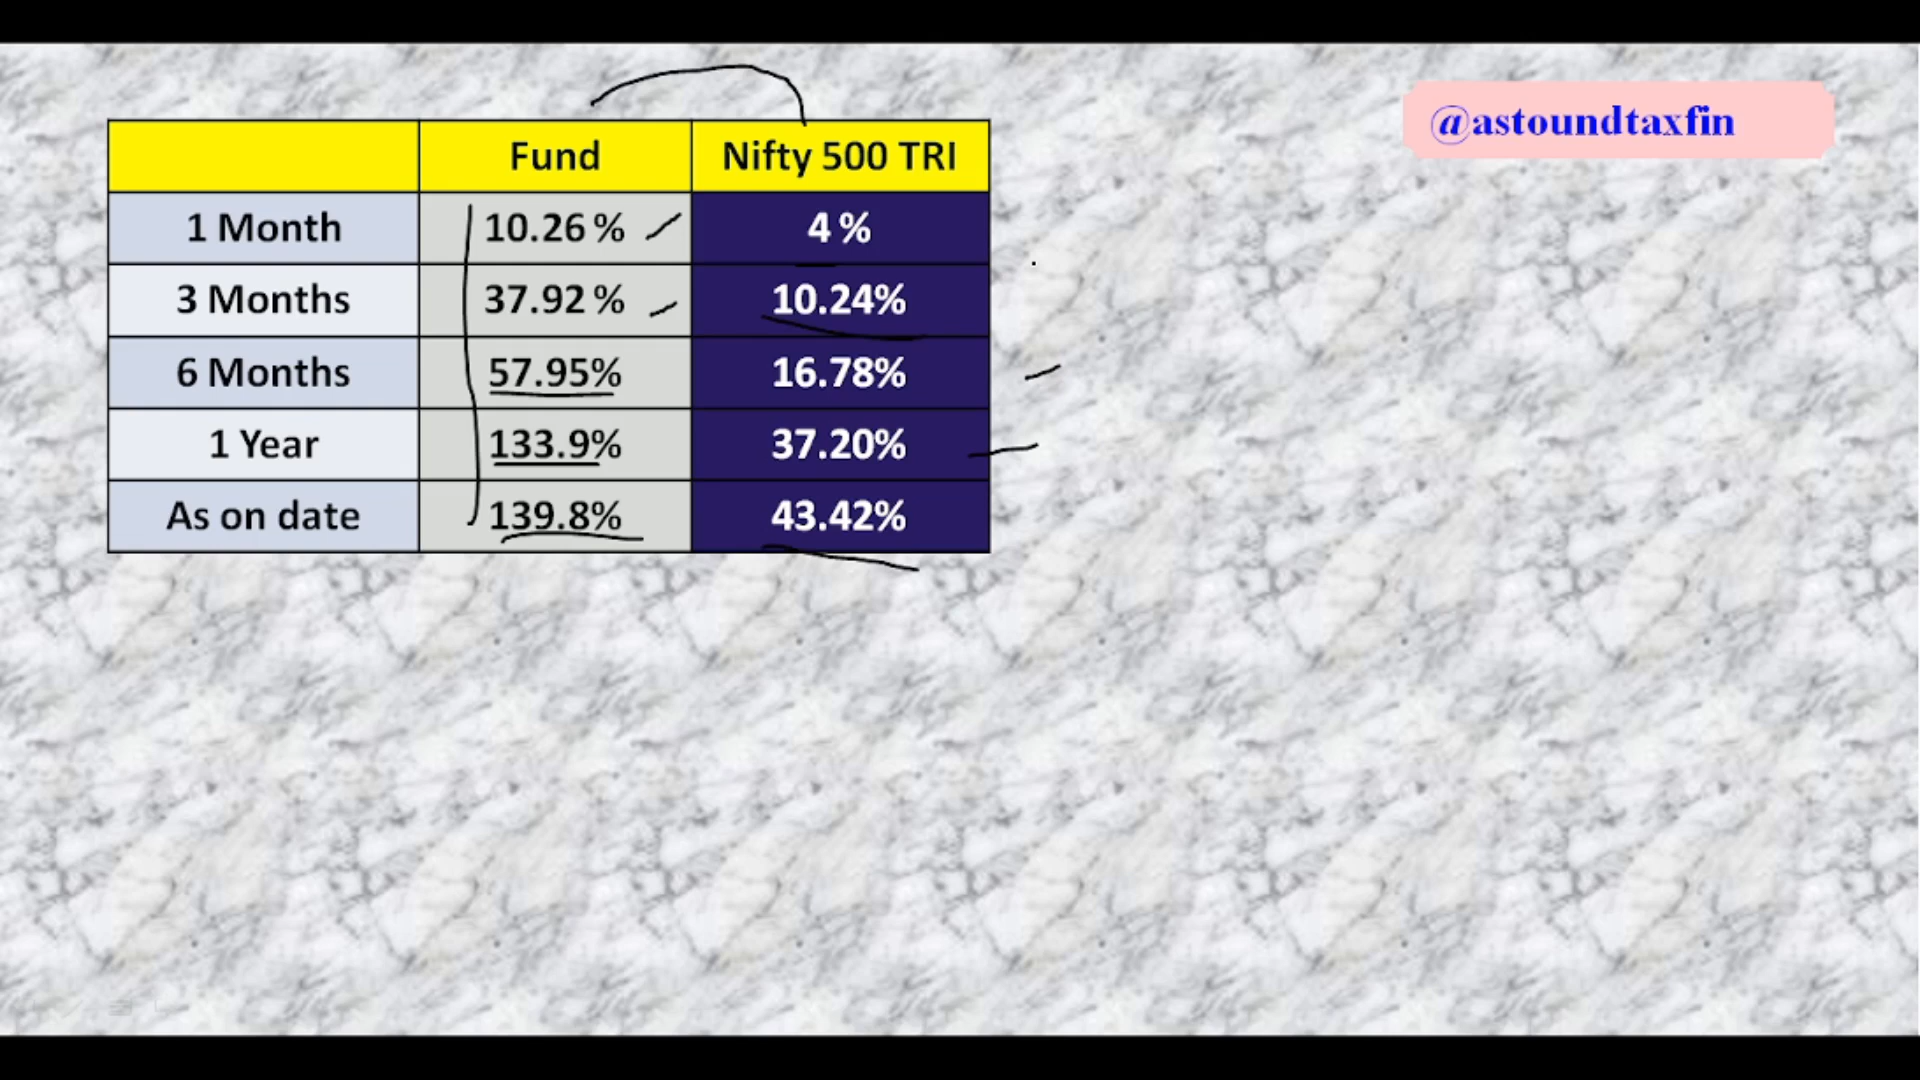 @astoundtaxfin
Fund Nifty 500 TRI
1 Month 10.26 % 4 %
3 Months 37.92 % 10.24%
6 Months 57.95% 16.78%
1 Year 133.9% 37.20%
As on date 139.8% 43.42%